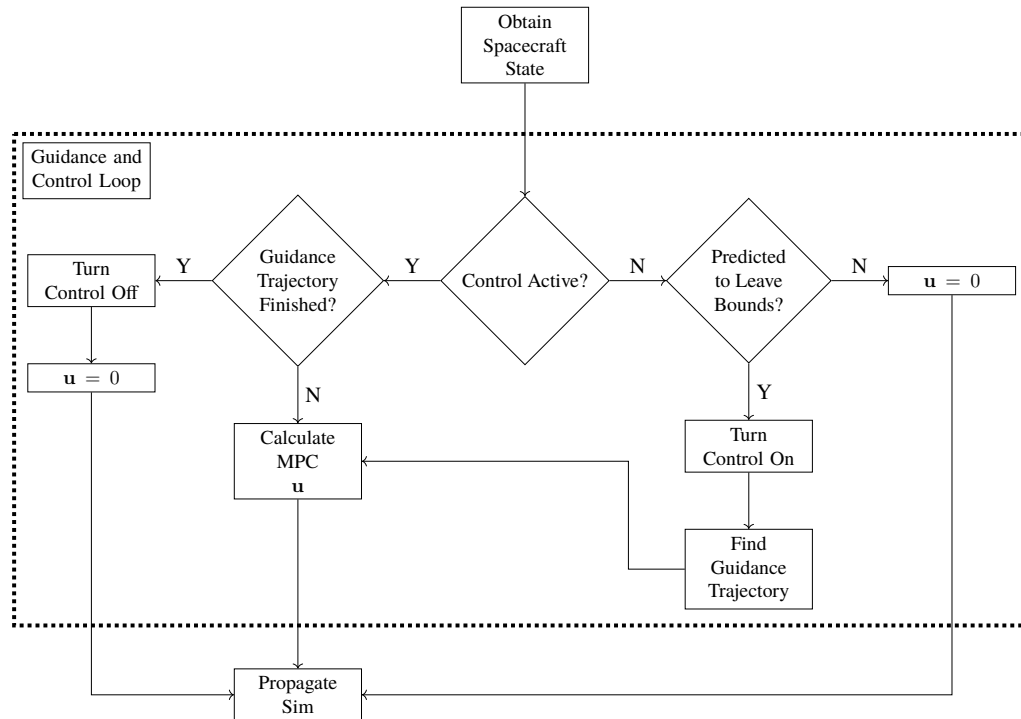 Obtain
Spacecraft
State
Guidance and
Control Loop
Turn
Control Off
Y
Guidance
Trajectory
Finished?
Y
Control Active?
N
Predicted
to Leave
Bounds?
N
u = 0
u = 0
N
Y
Calculate
MPC
u
Turn
Control On
Find
Guidance
Trajectory
Propagate
Sim